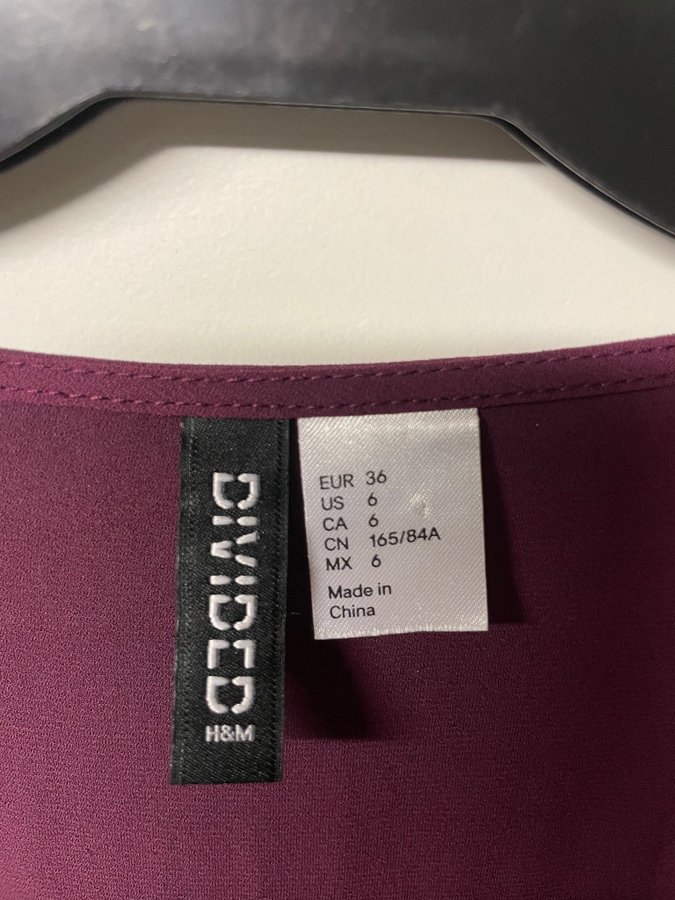 DIVIDED
H&M
EUR 36
US 6
CA 6
CN 165/84A
MX 6
Made in
China